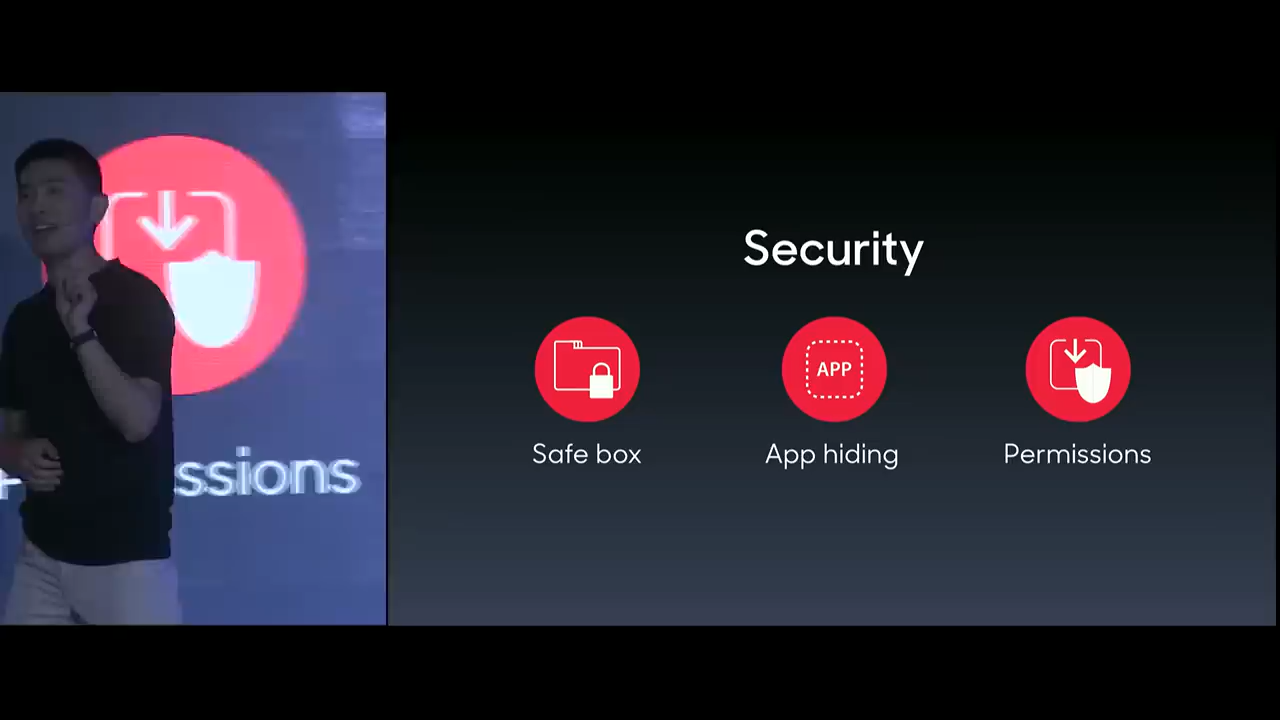 ssions
Security
APP
Safe box
App hiding
Permissions